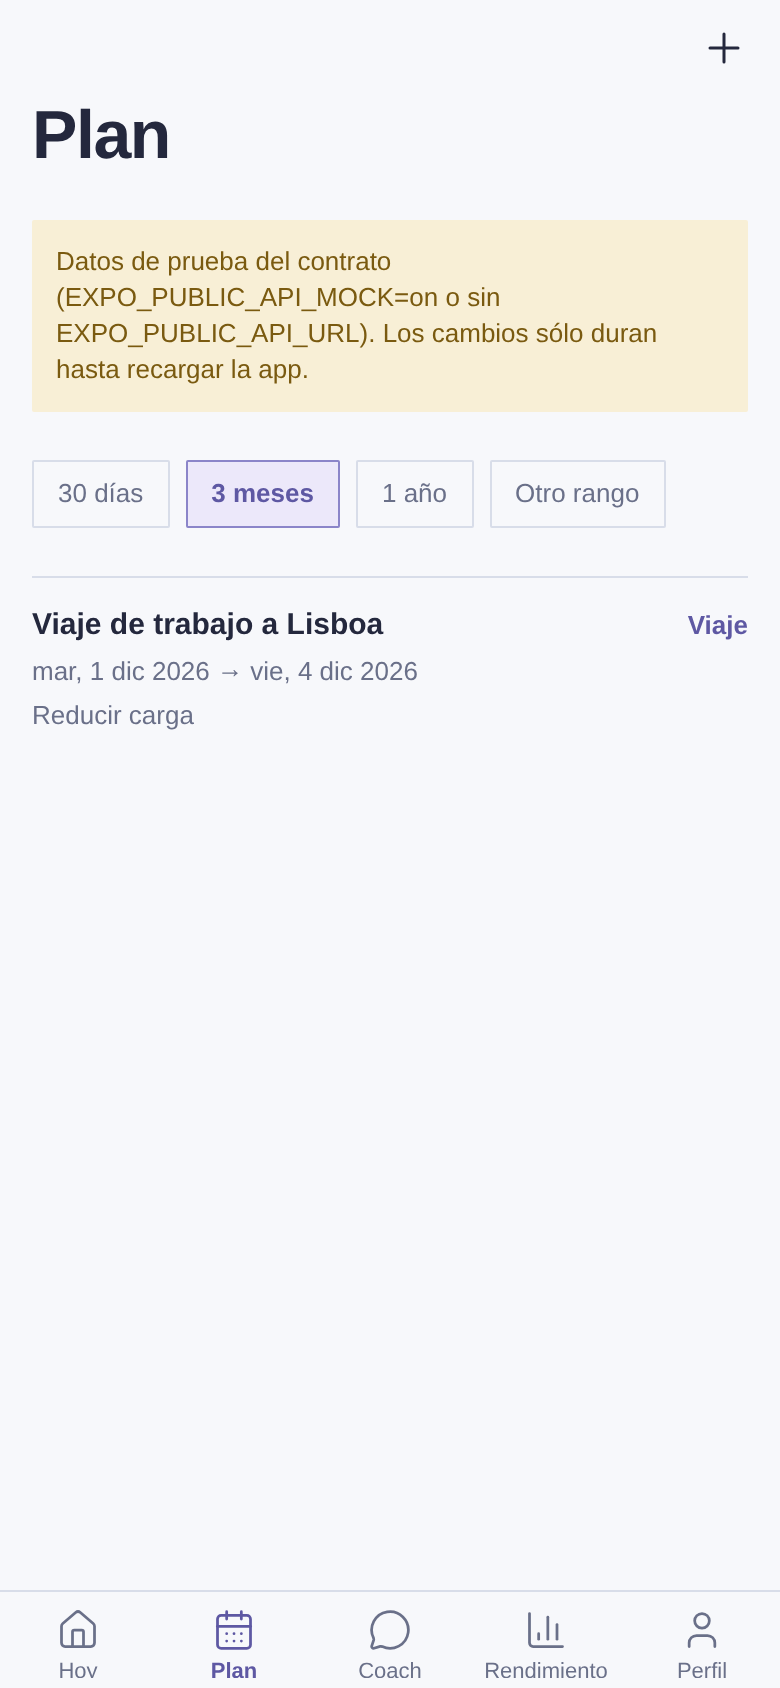 Plan
Datos de prueba del contrato
(EXPO_PUBLIC_API_MOCK=on o sin
EXPO_PUBLIC_API_URL). Los cambios sólo duran
hasta recargar la app.
30 días
3 meses
1 año
Otro rango
Viaje de trabajo a Lisboa
Viaje
mar, 1 dic 2026 → vie, 4 dic 2026
Reducir carga
Hoy
Plan
Coach
Rendimiento
Perfil